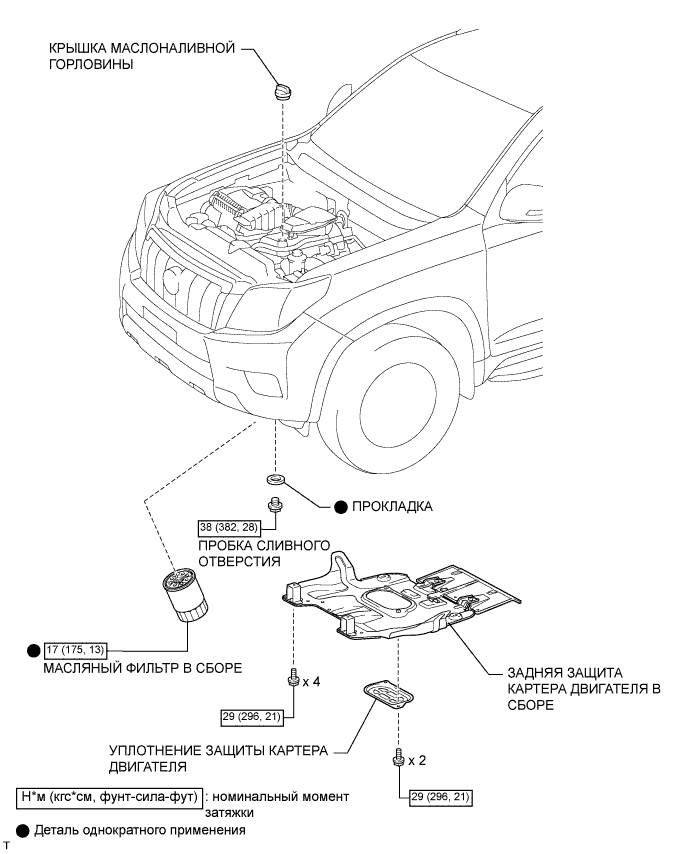 КРЫШКА МАСЛОНАЛИВНОЙ
ГОРЛОВИНЫ
ПРОКЛАДКА
38 (382, 28)
ПРОБКА СЛИВНОГО
ОТВЕРСТИЯ
17 (175, 13)
МАСЛЯНЫЙ ФИЛЬТР В СБОРЕ
x 4
29 (296, 21)
ЗАДНЯЯ ЗАЩИТА
КАРТЕРА ДВИГАТЕЛЯ В
СБОРЕ
УПЛОТНЕНИЕ ЗАЩИТЫ КАРТЕРА
ДВИГАТЕЛЯ
x 2
29 (296, 21)
Н*м (кгс*см, фунт-сила-фут) : номинальный момент
затяжки
Деталь однократного применения
T